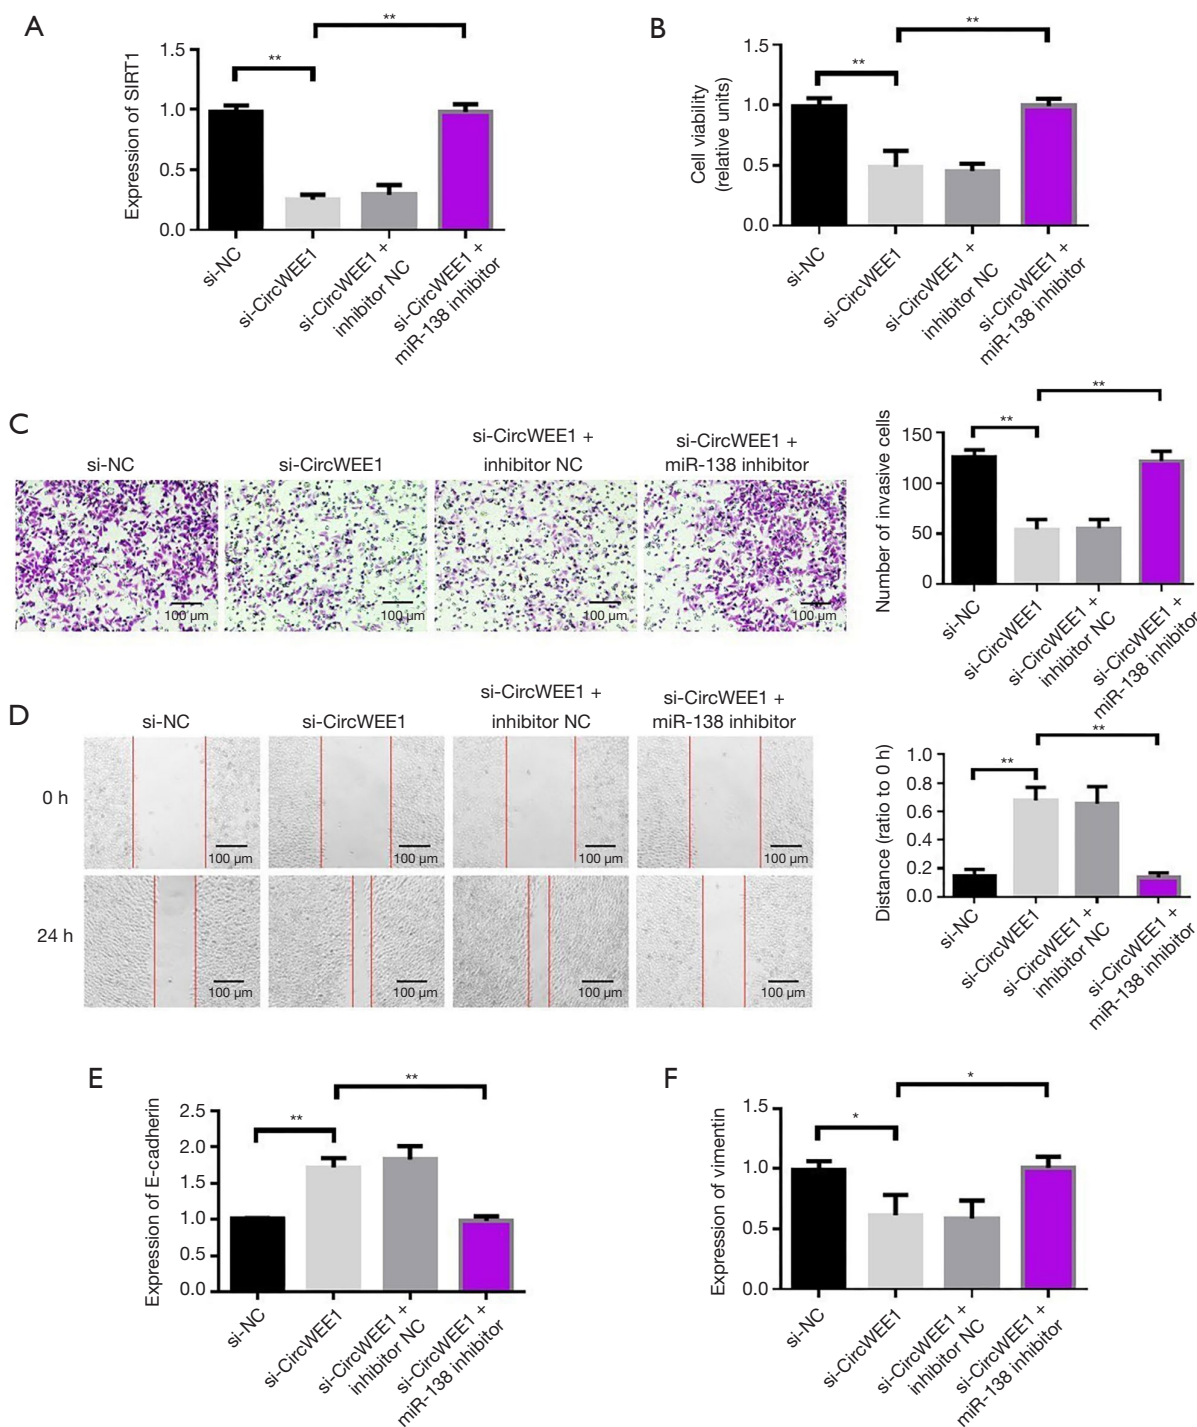 A
**
**
1.5
1.0
0.5
0.0
Expression of SIRT1
si-NC
si-CircWEE1
si-CircWEE1 +
inhibitor NC
si-CircWEE1 +
miR-138 inhibitor
B
**
**
1.5
1.0
0.5
0.0
Cell viability
(relative units)
si-NC
si-CircWEE1
si-CircWEE1 +
inhibitor NC
si-CircWEE1 +
miR-138 inhibitor
C
si-NC
si-CircWEE1
si-CircWEE1 +
inhibitor NC
si-CircWEE1 +
miR-138 inhibitor
100 µm
100 µm
100 µm
100 µm
**
**
150
100
50
0
Number of invasive cells
si-NC
si-CircWEE1
si-CircWEE1 +
inhibitor NC
si-CircWEE1 +
miR-138 inhibitor
D
si-NC
si-CircWEE1
si-CircWEE1 +
inhibitor NC
si-CircWEE1 +
miR-138 inhibitor
0 h
100 µm
100 µm
100 µm
100 µm
24 h
100 µm
100 µm
100 µm
100 µm
**
**
1.0
0.8
0.6
0.4
0.2
0.0
Distance (ratio to 0 h)
si-NC
si-CircWEE1
si-CircWEE1 +
inhibitor NC
si-CircWEE1 +
miR-138 inhibitor
E
**
**
2.5
2.0
1.5
1.0
0.5
0.0
Expression of E-cadherin
si-NC
si-CircWEE1
si-CircWEE1 +
inhibitor NC
si-CircWEE1 +
miR-138 inhibitor
F
*
*
1.5
1.0
0.5
0.0
Expression of vimentin
si-NC
si-CircWEE1
si-CircWEE1 +
inhibitor NC
si-CircWEE1 +
miR-138 inhibitor